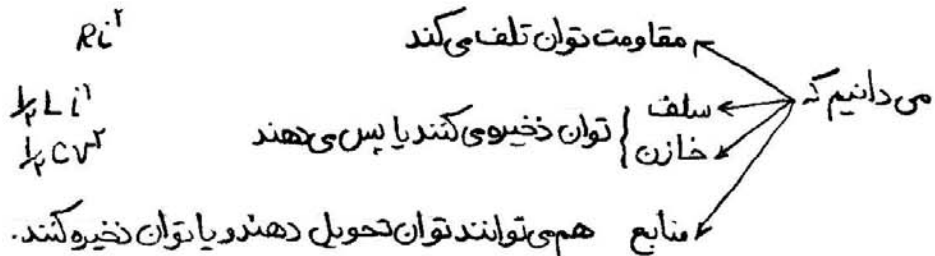 مقاومت توان تلف می‌کند Ri²
می‌دانیم که
سلف ½Li²
توان ذخیره می‌کنند یا پس می‌دهند
خازن ½CV²
منابع هم می‌توانند توان تحویل دهند و یا توان ذخیره کنند.